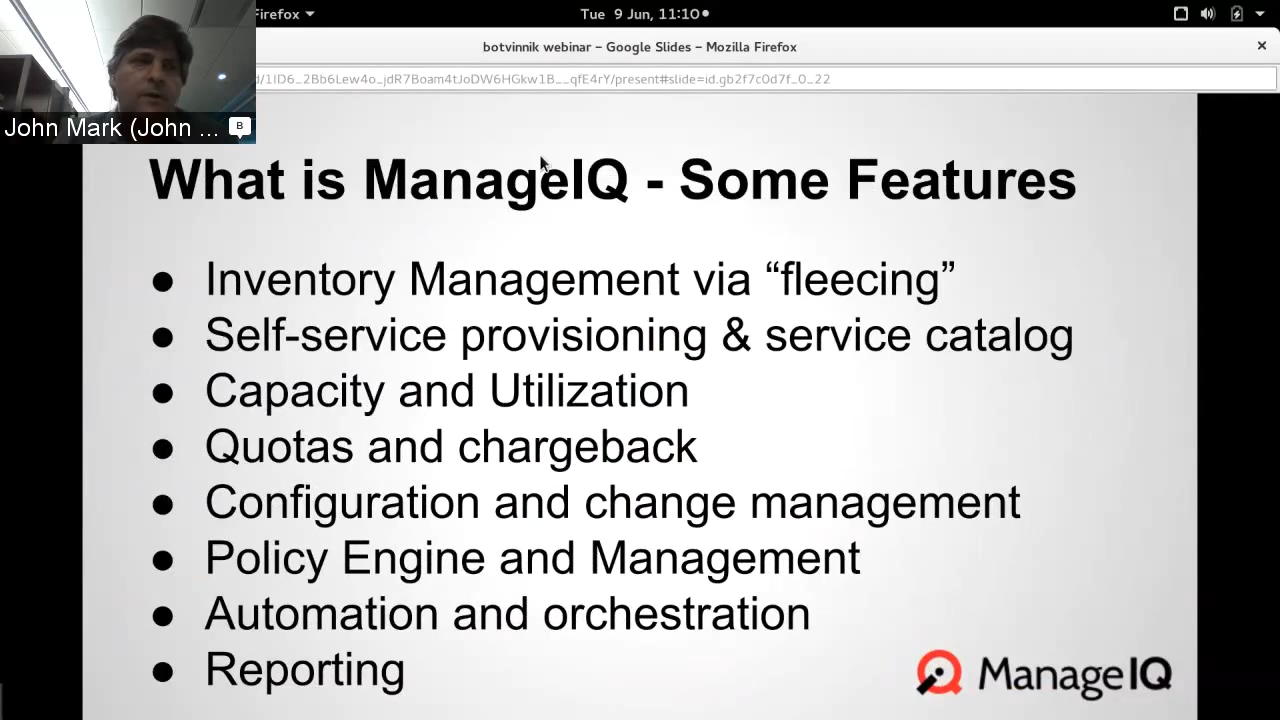 Firefox
Tue 9 Jun, 11:10
botvinnik webinar – Google Slides – Mozilla Firefox
d/1ID6_2Bb6Lew4o_jdR7Boam4tJoDW6HGkw1B__qfE4rY/present#slide=id.gb2f7c0d7f_0_22
John Mark (John ...
B
What is ManageIQ - Some Features
● Inventory Management via “fleecing”
● Self-service provisioning & service catalog
● Capacity and Utilization
● Quotas and chargeback
● Configuration and change management
● Policy Engine and Management
● Automation and orchestration
● Reporting
ManageIQ